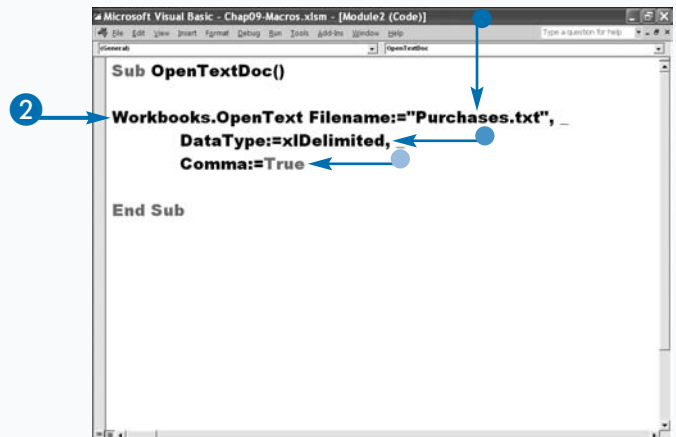 Microsoft Visual Basic - Chap09-Macros.xlsm - [Module2 (Code)]
File Edit View Insert Format Debug Run Tools Add-Ins Window Help Type a question for help
(General) OpenTextDoc
Sub OpenTextDoc()
2
Workbooks.OpenText Filename:="Purchases.txt", _
DataType:=xlDelimited, _
Comma:=True
End Sub